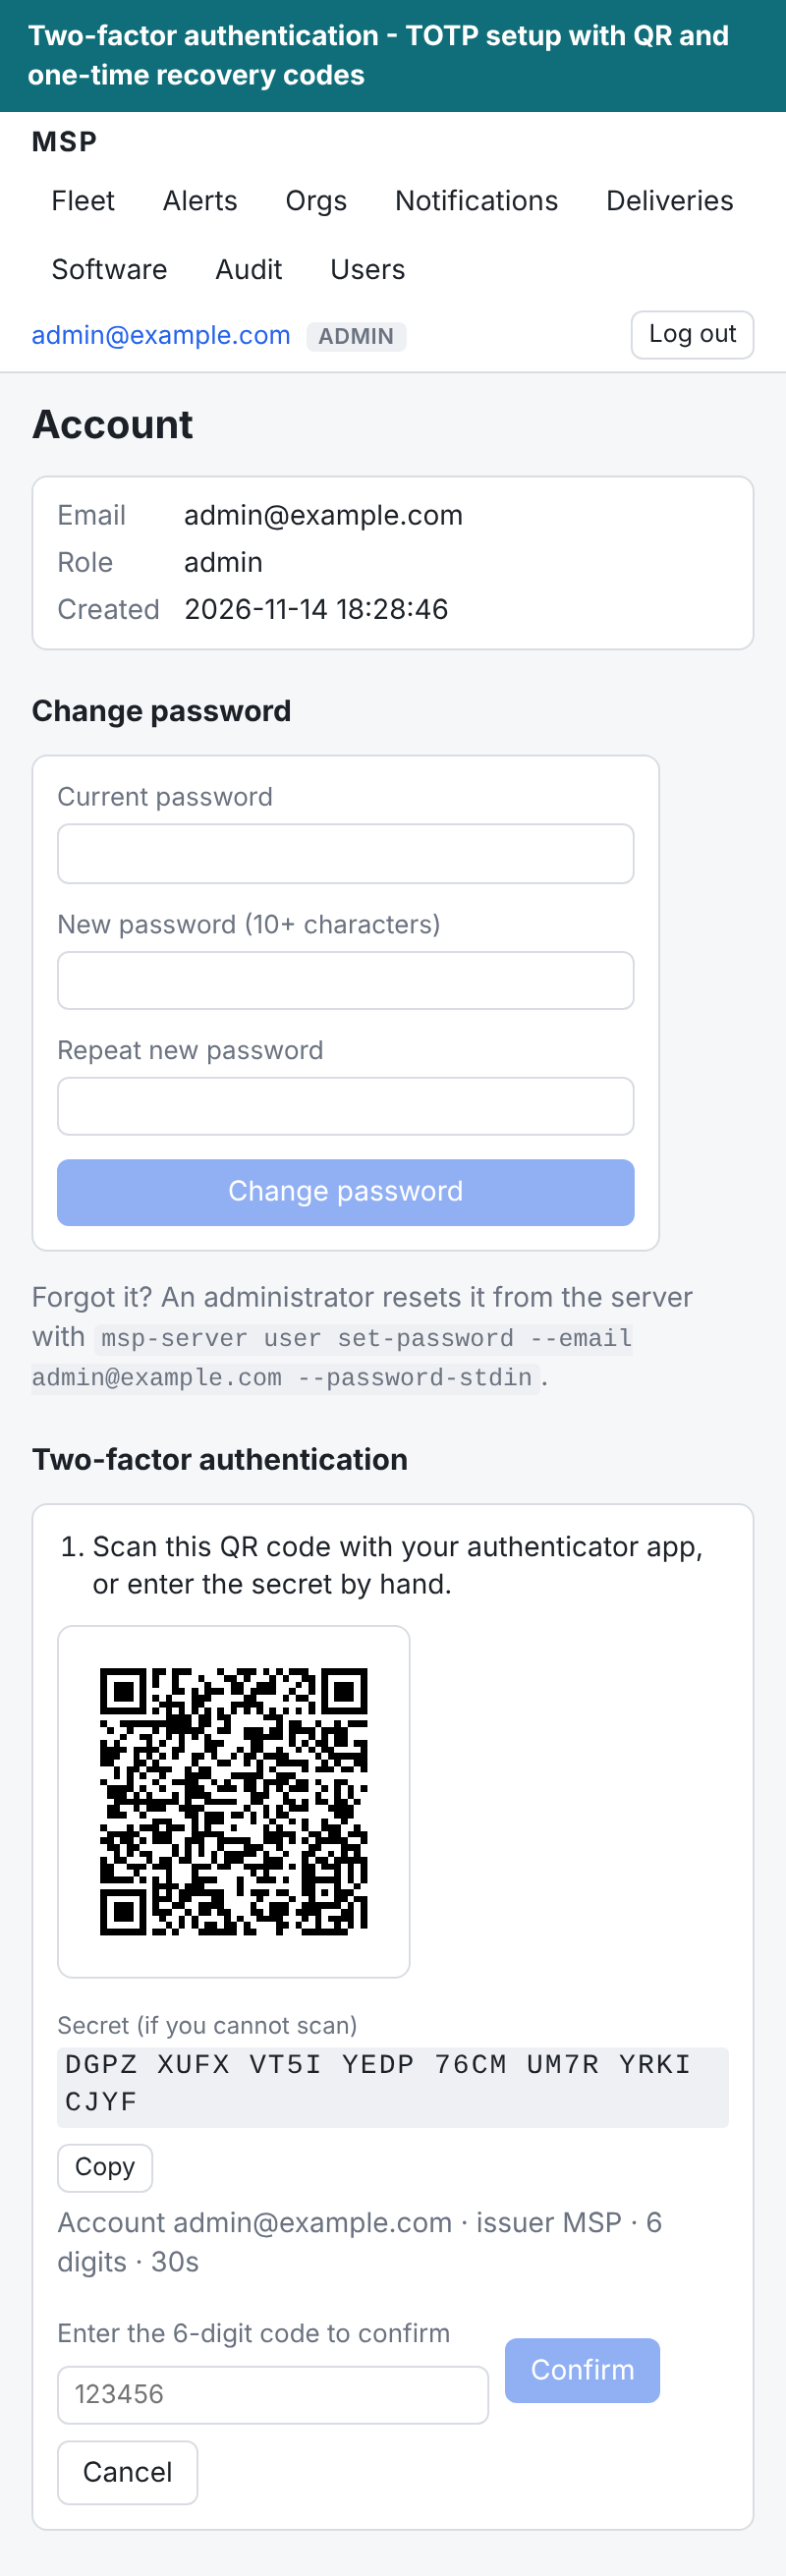 Two-factor authentication - TOTP setup with QR and
one-time recovery codes
MSP
Fleet Alerts Orgs Notifications Deliveries
Software Audit Users
admin@example.com ADMIN Log out
Account
Email admin@example.com
Role admin
Created 2026-11-14 18:28:46
Change password
Current password
New password (10+ characters)
Repeat new password
Change password
Forgot it? An administrator resets it from the server
with msp-server user set-password --email
admin@example.com --password-stdin.
Two-factor authentication
1. Scan this QR code with your authenticator app,
or enter the secret by hand.
Secret (if you cannot scan)
DGPZ XUFX VT5I YEDP 76CM UM7R YRKI
CJYF
Copy
Account admin@example.com · issuer MSP · 6
digits · 30s
Enter the 6-digit code to confirm
123456
Confirm
Cancel